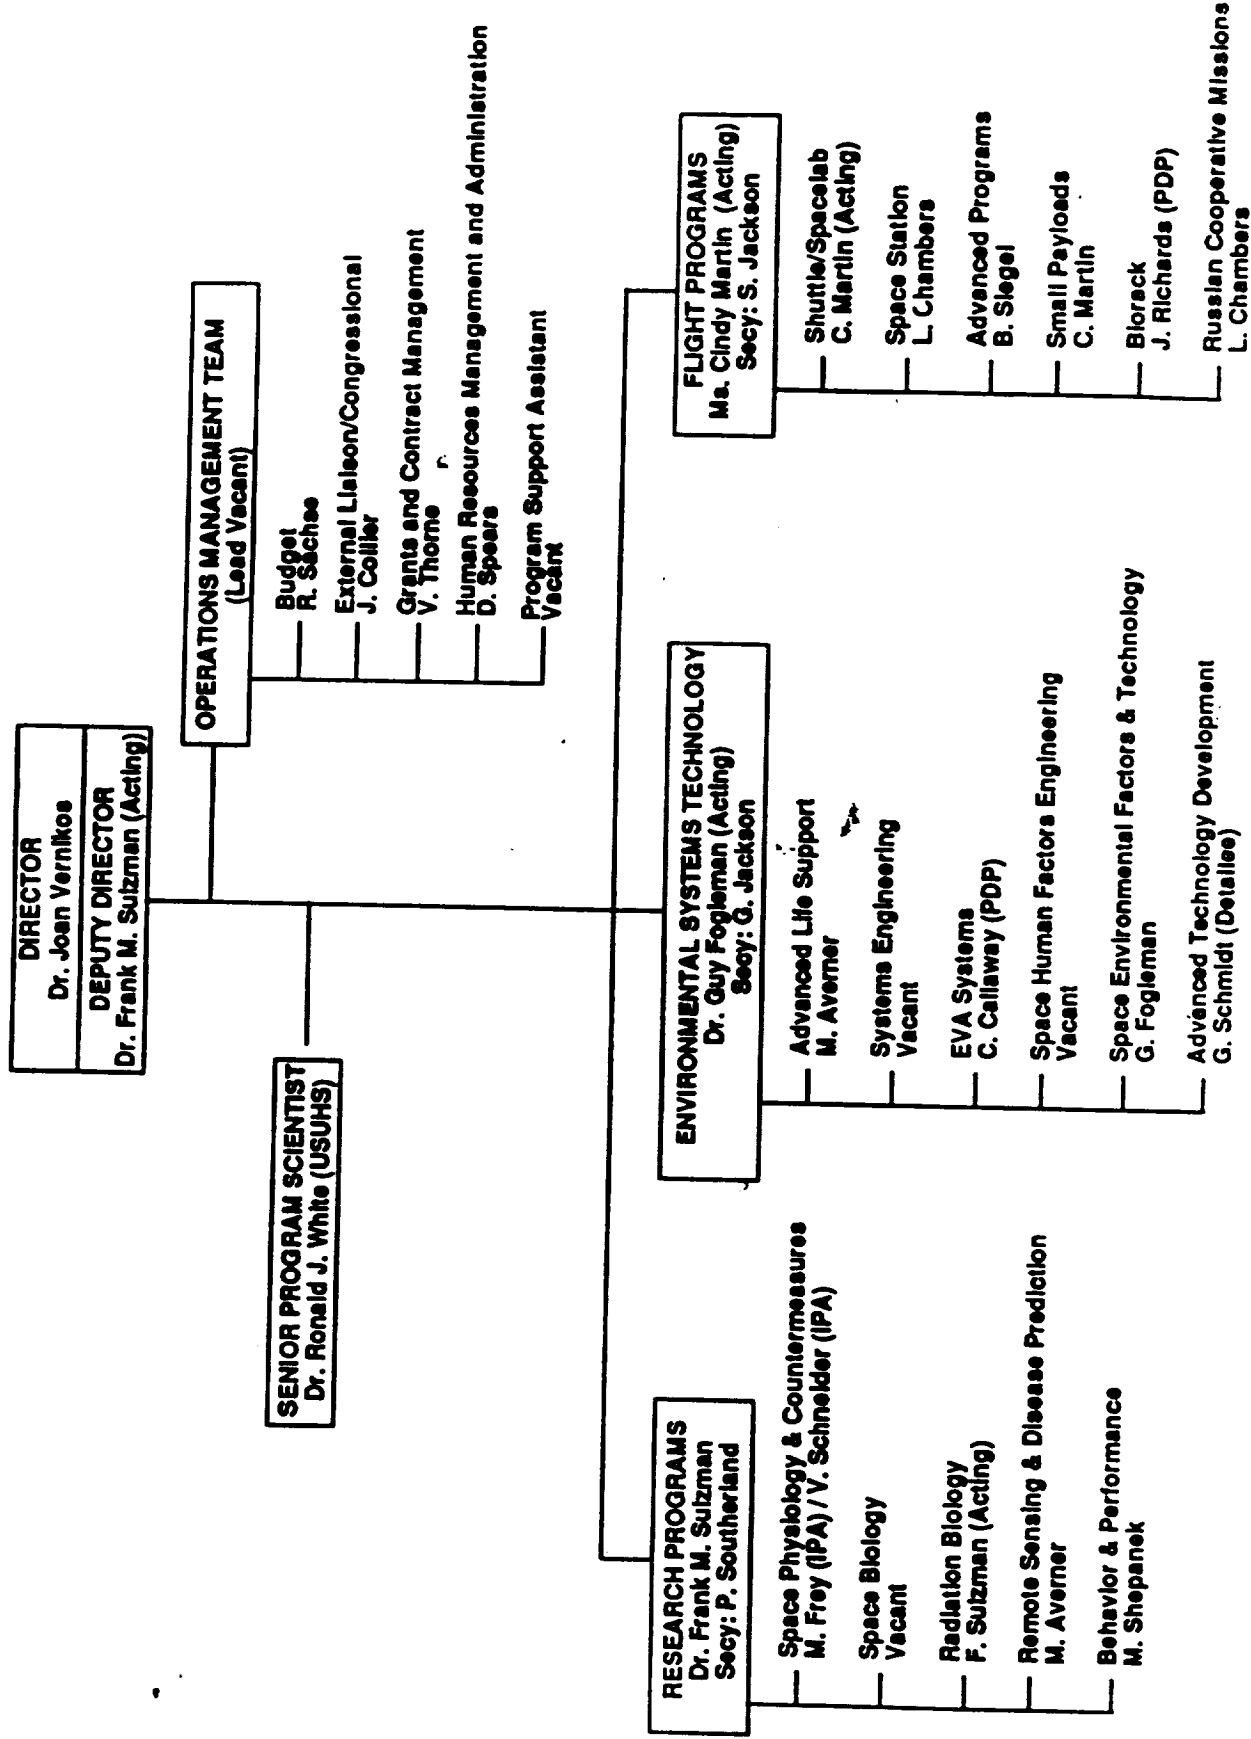 DIRECTOR
Dr. Joan Vernikos
DEPUTY DIRECTOR
Dr. Frank M. Sulzman (Acting)
OPERATIONS MANAGEMENT TEAM
(Lead Vacant)
Budget
R. Sachse
External Liaison/Congressional
J. Collier
Grants and Contract Management
V. Thorne
Human Resources Management and Administration
D. Spears
Program Support Assistant
Vacant
SENIOR PROGRAM SCIENTIST
Dr. Ronald J. White (USUHS)
RESEARCH PROGRAMS
Dr. Frank M. Sulzman
Secy: P. Southerland
Space Physiology & Countermeasures
M. Frey (IPA) / V. Schneider (IPA)
Space Biology
Vacant
Radiation Biology
F. Sulzman (Acting)
Remote Sensing & Disease Prediction
M. Averner
Behavior & Performance
M. Shepanek
ENVIRONMENTAL SYSTEMS TECHNOLOGY
Dr. Guy Fogleman (Acting)
Secy: G. Jackson
Advanced Life Support
M. Averner
Systems Engineering
Vacant
EVA Systems
C. Callaway (PDP)
Space Human Factors Engineering
Vacant
Space Environmental Factors & Technology
G. Fogleman
Advanced Technology Development
G. Schmidt (Detailee)
FLIGHT PROGRAMS
Ms. Cindy Martin (Acting)
Secy: S. Jackson
Shuttle/Spacelab
C. Martin (Acting)
Space Station
L. Chambers
Advanced Programs
B. Siegel
Small Payloads
C. Martin
Biorack
J. Richards (PDP)
Russian Cooperative Missions
L. Chambers